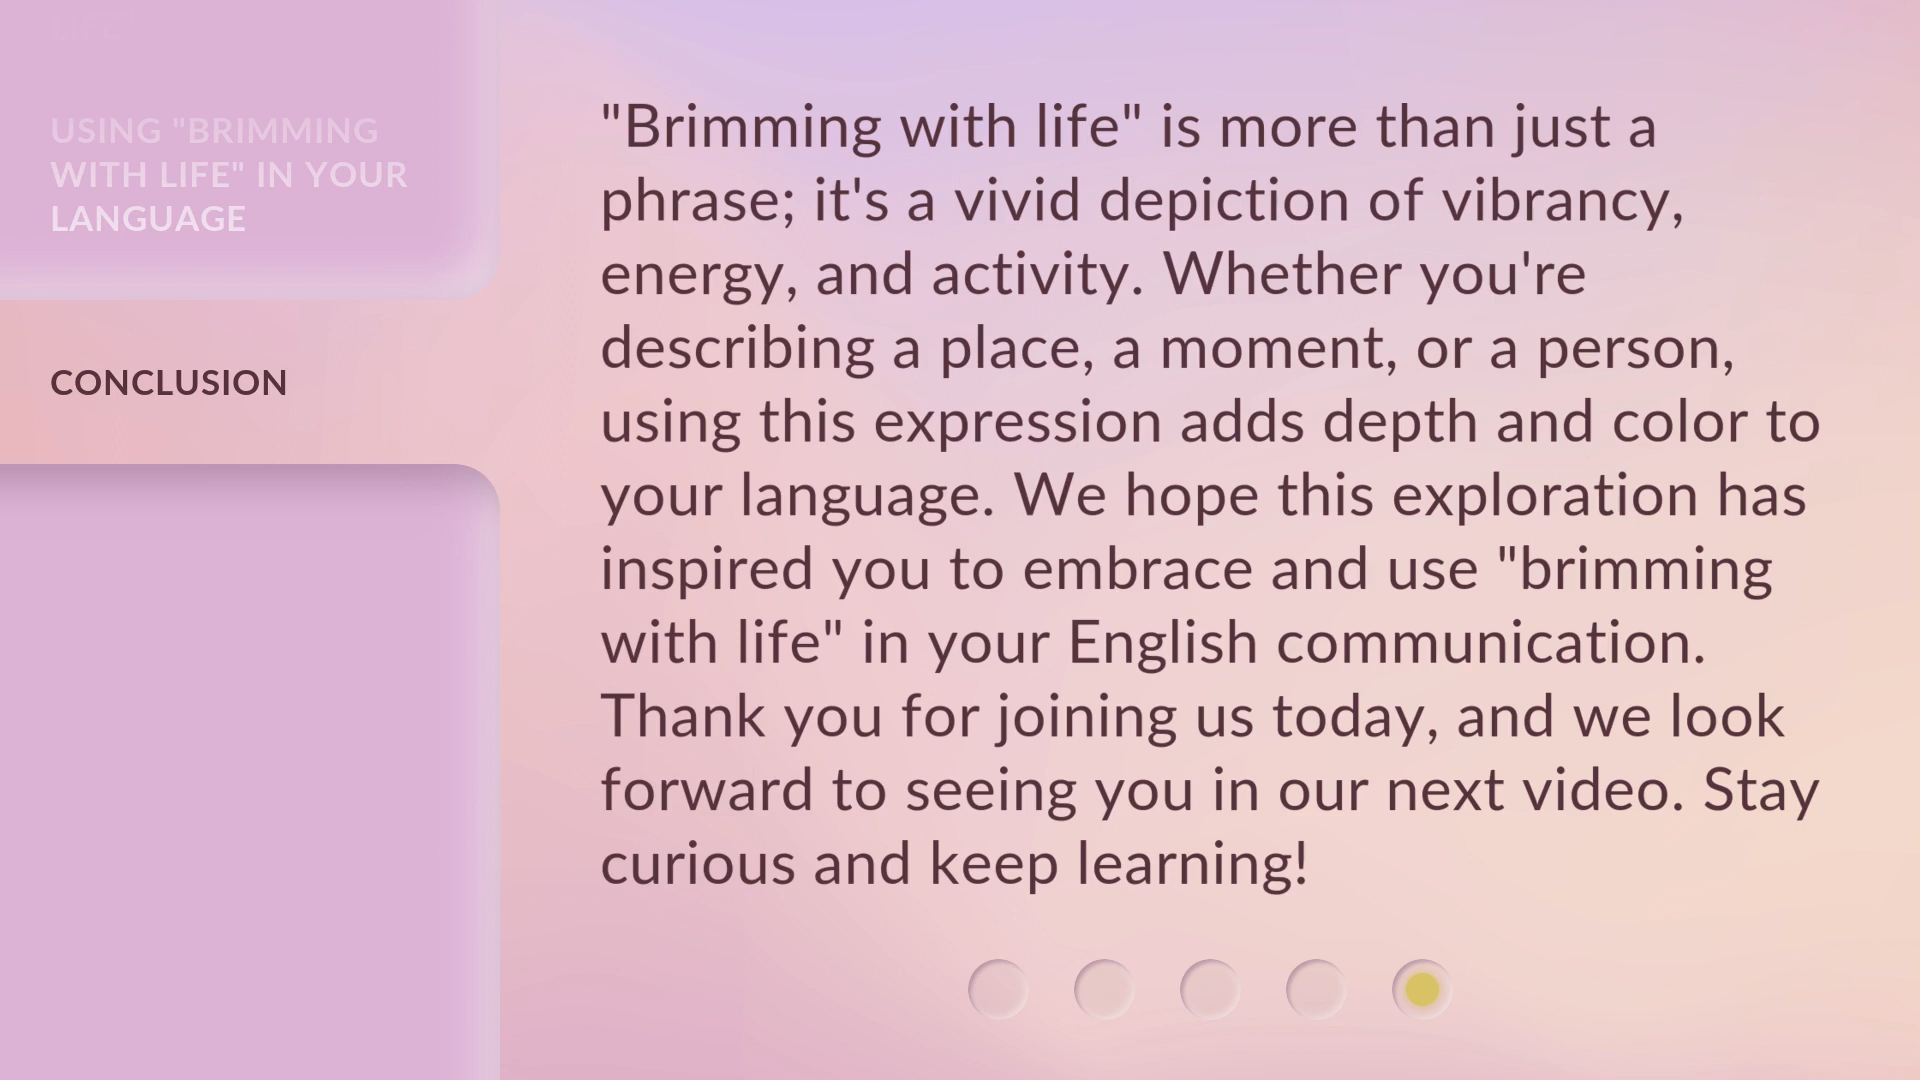 LIFE"
USING "BRIMMING
WITH LIFE" IN YOUR
LANGUAGE
CONCLUSION
"Brimming with life" is more than just a
phrase; it's a vivid depiction of vibrancy,
energy, and activity. Whether you're
describing a place, a moment, or a person,
using this expression adds depth and color to
your language. We hope this exploration has
inspired you to embrace and use "brimming
with life" in your English communication.
Thank you for joining us today, and we look
forward to seeing you in our next video. Stay
curious and keep learning!